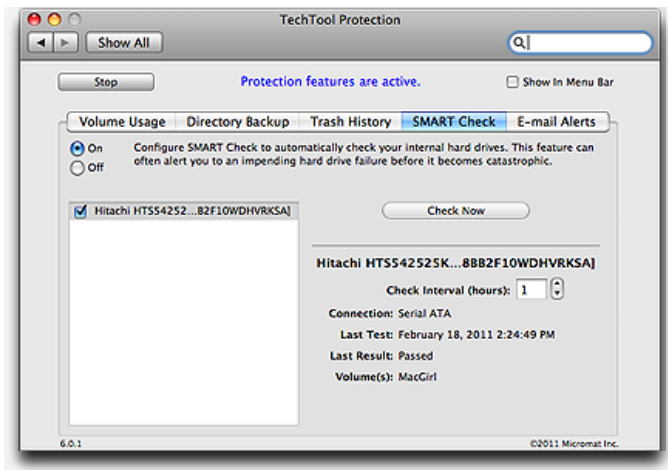 TechTool Protection
Show All
Stop
Protection features are active.
Show In Menu Bar
Volume Usage Directory Backup Trash History SMART Check E-mail Alerts
On
Off
Configure SMART Check to automatically check your internal hard drives. This feature can
often alert you to an impending hard drive failure before it becomes catastrophic.
Hitachi HTS54252...B2F10WDHVRKSA]
Check Now
Hitachi HTS542525K...8BB2F10WDHVRKSA]
Check Interval (hours): 1
Connection: Serial ATA
Last Test: February 18, 2011 2:24:49 PM
Last Result: Passed
Volume(s): MacGirl
6.0.1
©2011 Micromat Inc.